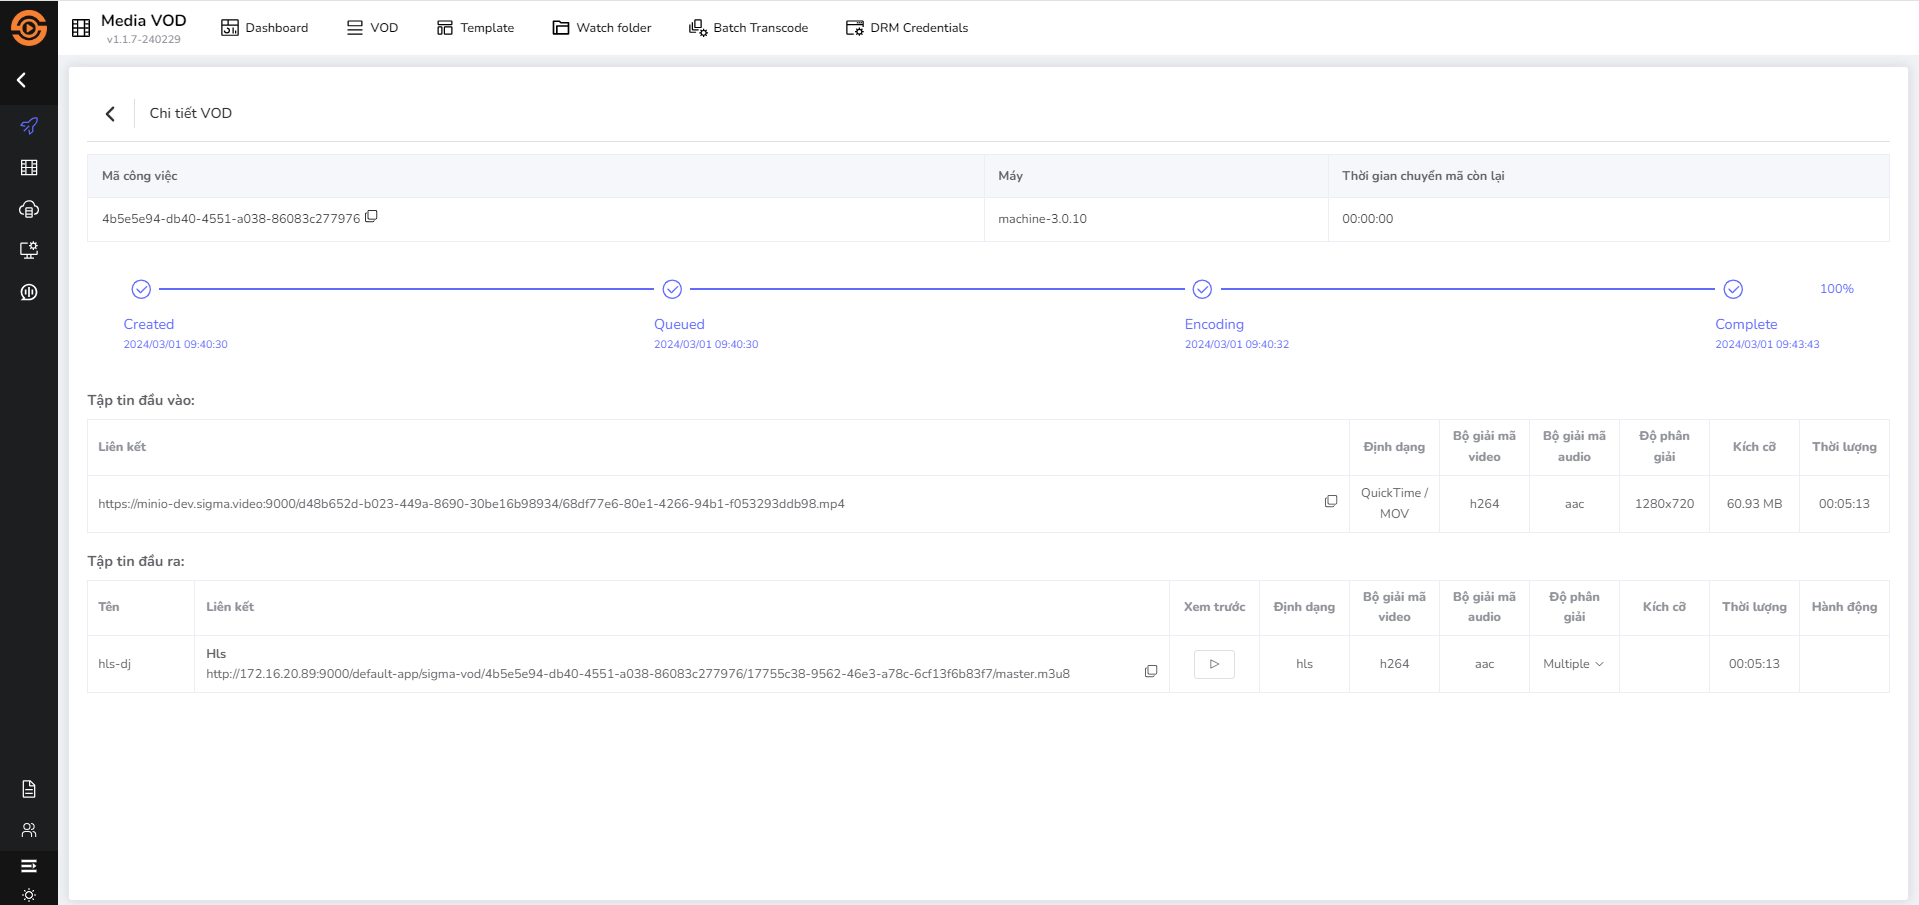 Media VOD
v1.1.7-240229
Dashboard
VOD
Template
Watch folder
Batch Transcode
DRM Credentials
Chi tiết VOD
Mã công việc
Máy
Thời gian chuyển mã còn lại
4b5e5e94-db40-4551-a038-86083c277976
machine-3.0.10
00:00:00
100%
Created
Queued
Encoding
Complete
2024/03/01 09:40:30
2024/03/01 09:40:30
2024/03/01 09:40:32
2024/03/01 09:43:43
Tập tin đầu vào:
Liên kết
Định dạng
Bộ giải mã
video
Bộ giải mã
audio
Độ phân
giải
Kích cỡ
Thời lượng
https://minio-dev.sigma.video:9000/d48b652d-b023-449a-8690-30be16b98934/68df77e6-80e1-4266-94b1-f053293ddb98.mp4
QuickTime /
MOV
h264
aac
1280x720
60.93 MB
00:05:13
Tập tin đầu ra:
Tên
Liên kết
Xem trước
Định dạng
Bộ giải mã
video
Bộ giải mã
audio
Độ phân
giải
Kích cỡ
Thời lượng
Hành động
hls-dj
Hls
http://172.16.20.89:9000/default-app/sigma-vod/4b5e5e94-db40-4551-a038-86083c277976/17755c38-9562-46e3-a78c-6cf13f6b83f7/master.m3u8
hls
h264
aac
Multiple
00:05:13